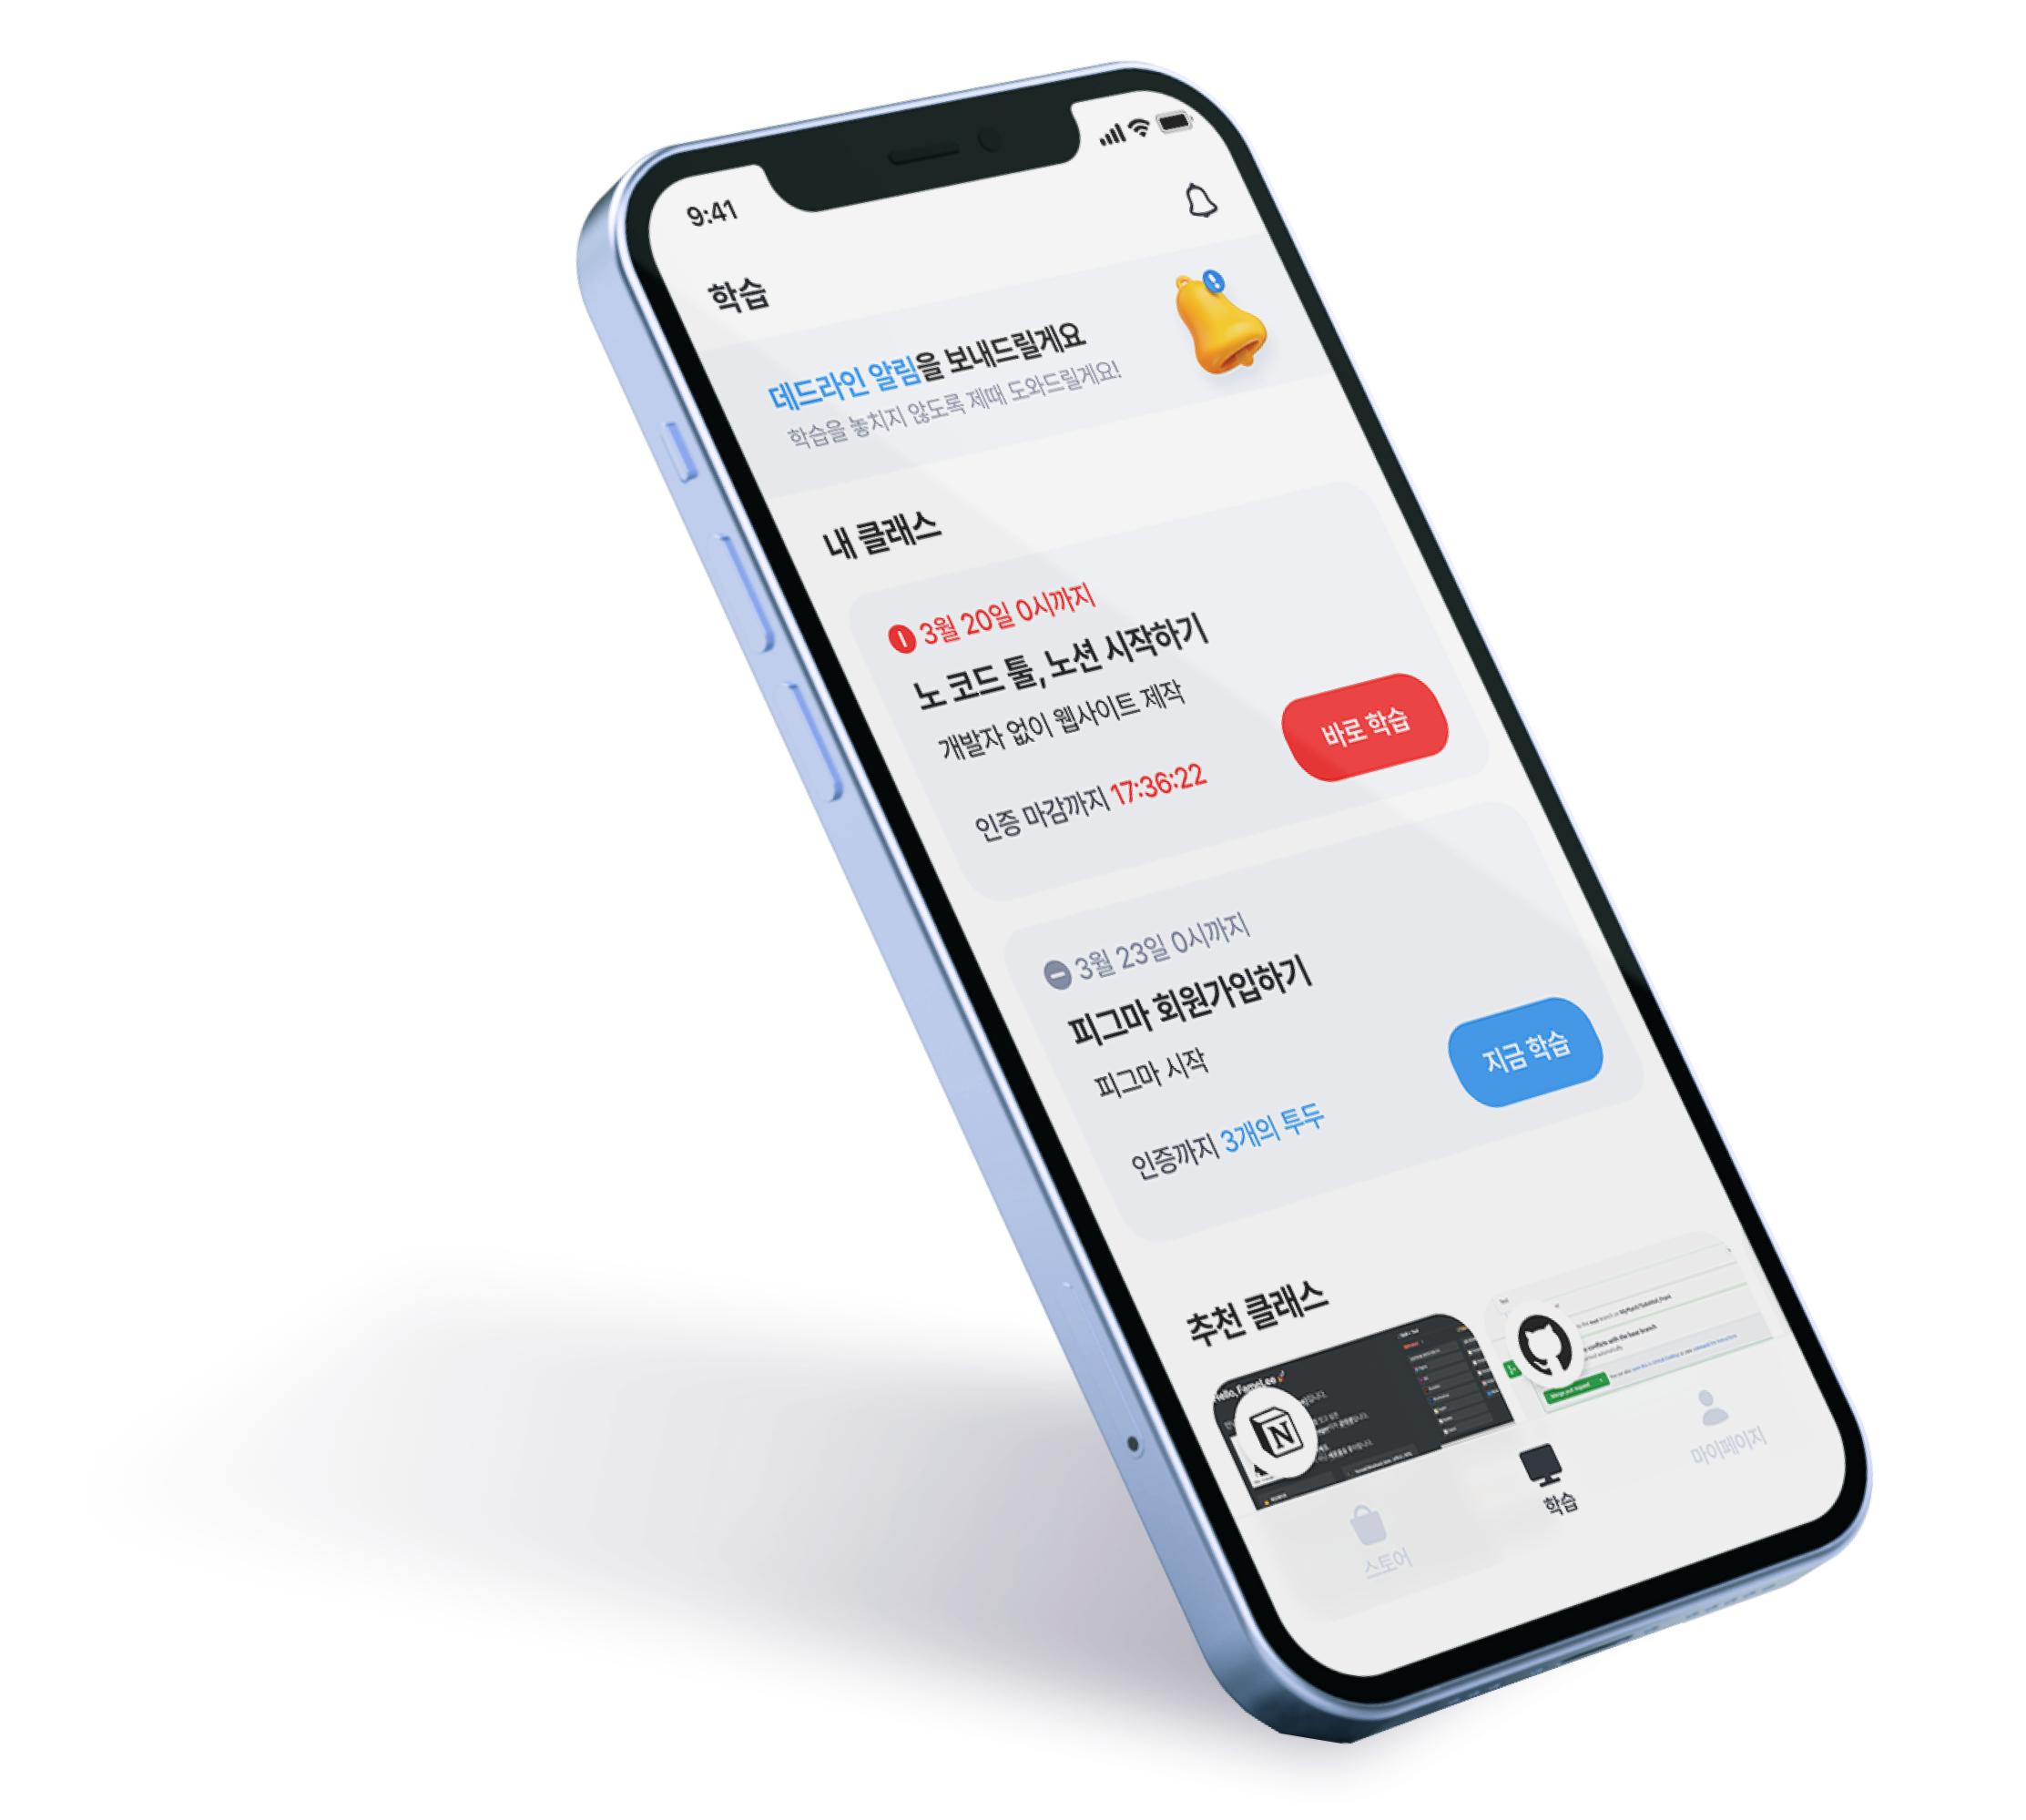 9:41
학습
데드라인 알림을 보내드릴게요
학습을 놓치지 않도록 제때 도와드릴게요!
내 클래스
3월 20일 0시까지
노 코드 툴, 노션 시작하기
개발자 없이 웹사이트 제작
바로 학습
인증 마감까지 17:36:22
3월 23일 0시까지
피그마 회원가입하기
피그마 시작
지금 학습
인증까지 3개의 투두
추천 클래스
Merge pull request
N
스토어
학습
마이페이지